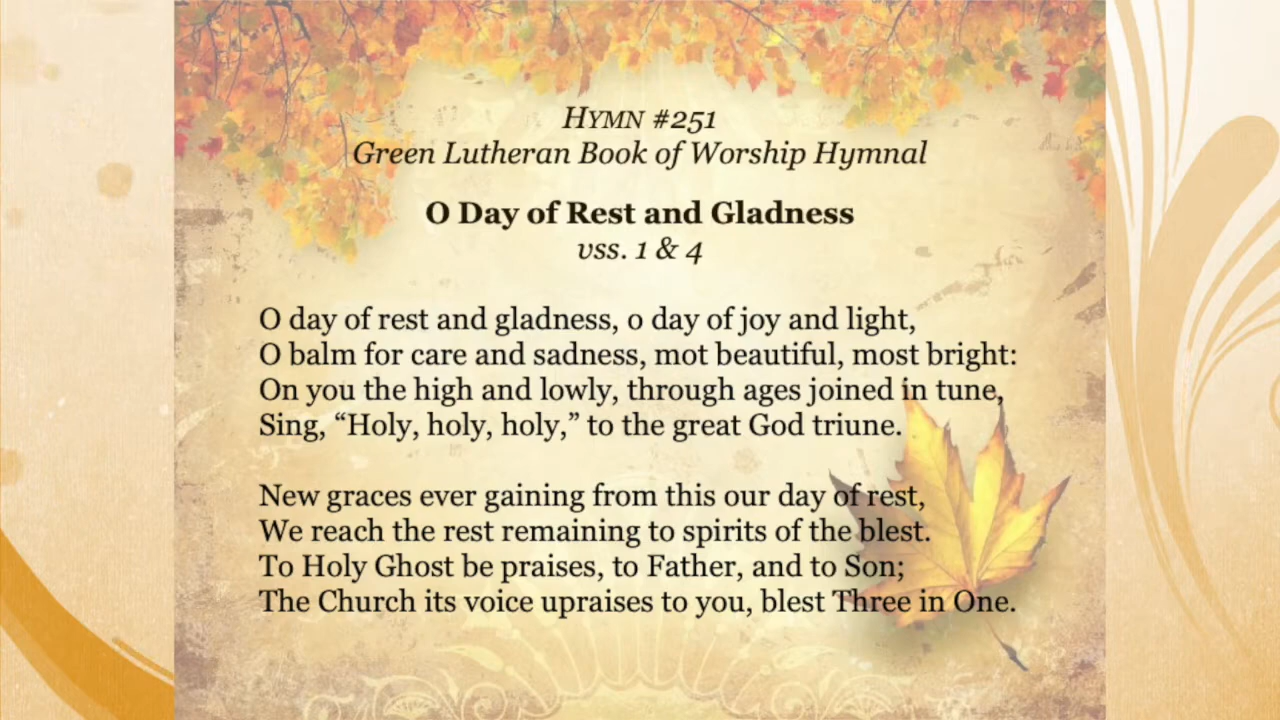 HYMN #251
Green Lutheran Book of Worship Hymnal
O Day of Rest and Gladness
vss. 1 & 4
O day of rest and gladness, o day of joy and light,
O balm for care and sadness, mot beautiful, most bright:
On you the high and lowly, through ages joined in tune,
Sing, “Holy, holy, holy,” to the great God triune.
New graces ever gaining from this our day of rest,
We reach the rest remaining to spirits of the blest.
To Holy Ghost be praises, to Father, and to Son;
The Church its voice upraises to you, blest Three in One.